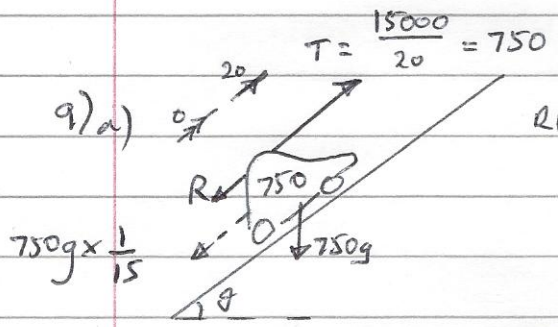 T = 15000/20 = 750
9)a) 0 20
R 750
750g × 1/15
750g
θ